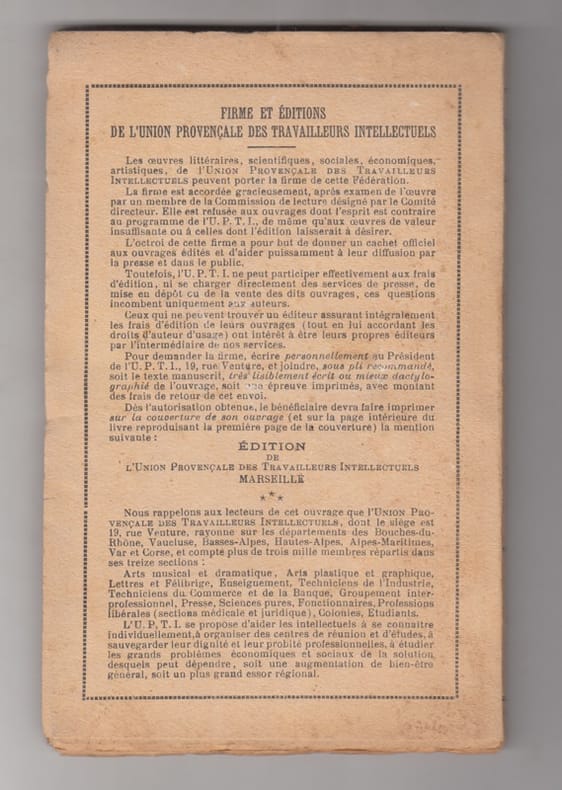 FIRME ET ÉDITIONS
DE L'UNION PROVENÇALE DES TRAVAILLEURS INTELLECTUELS
Les œuvres littéraires, scientifiques, sociales, économiques,
artistiques, de l'UNION PROVENÇALE DES TRAVAILLEURS
INTELLECTUELS peuvent porter la firme de cette Fédération.
La firme est accordée gracieusement, après examen de l'œuvre
par un membre de la Commission de lecture désigné par le Comité
directeur. Elle est refusée aux ouvrages dont l'esprit est contraire
au programme de l'U. P. T. I., de même qu'aux œuvres de valeur
insuffisante ou à celles dont l'édition laisserait à désirer.
L'octroi de cette firme a pour but de donner un cachet officiel
aux ouvrages édités et d'aider puissamment à leur diffusion par
la presse et dans le public.
Toutefois, l'U. P. T. I. ne peut participer effectivement aux frais
d'édition, ni se charger directement des services de presse, de
mise en dépôt ou de la vente des dits ouvrages, ces questions
incombent uniquement aux auteurs.
Ceux qui ne peuvent trouver un éditeur assurant intégralement
les frais d'édition de leurs ouvrages (tout en lui accordant les
droits d'auteur d'usage) ont intérêt à être leurs propres éditeurs
par l'intermédiaire de nos services.
Pour demander la firme, écrire personnellement au Président
de l'U. P. T. I., 19, rue Venture, et joindre, sous pli recommandé,
soit le texte manuscrit, très lisiblement écrit ou mieux dactylo-
graphié de l'ouvrage, soit une épreuve imprimés, avec montant
des frais de retour de cet envoi.
Dès l'autorisation obtenue, le bénéficiaire devra faire imprimer
sur la couverture de son ouvrage (et sur la page intérieure du
livre reproduisant la première page de la couverture) la mention
suivante :
ÉDITION
DE
L'UNION PROVENÇALE DES TRAVAILLEURS INTELLECTUELS
MARSEILLE
***
Nous rappelons aux lecteurs de cet ouvrage que l'UNION PRO-
VENÇALE DES TRAVAILLEURS INTELLECTUELS, dont le siège est
19, rue Venture, rayonne sur les départements des Bouches-du-
Rhône, Vaucluse, Basses-Alpes, Hautes-Alpes, Alpes-Maritimes,
Var et Corse, et compte plus de trois mille membres répartis dans
ses treize sections :
Arts musical et dramatique, Arts plastique et graphique,
Lettres et Félibrige, Enseignement, Techniciens de l'Industrie,
Techniciens du Commerce et de la Banque, Groupement inter-
professionnel, Presse, Sciences pures, Fonctionnaires, Professions
libérales (sections médicale et juridique), Colonies, Etudiants.
L'U. P. T. I. se propose d'aider les intellectuels à se connaître
individuellement, à organiser des centres de réunion et d'études, à
sauvegarder leur dignité et leur probité professionnelles, à étudier
les grands problèmes économiques et sociaux de la solution
desquels peut dépendre, soit une augmentation de bien-être
général, soit un plus grand essor régional.